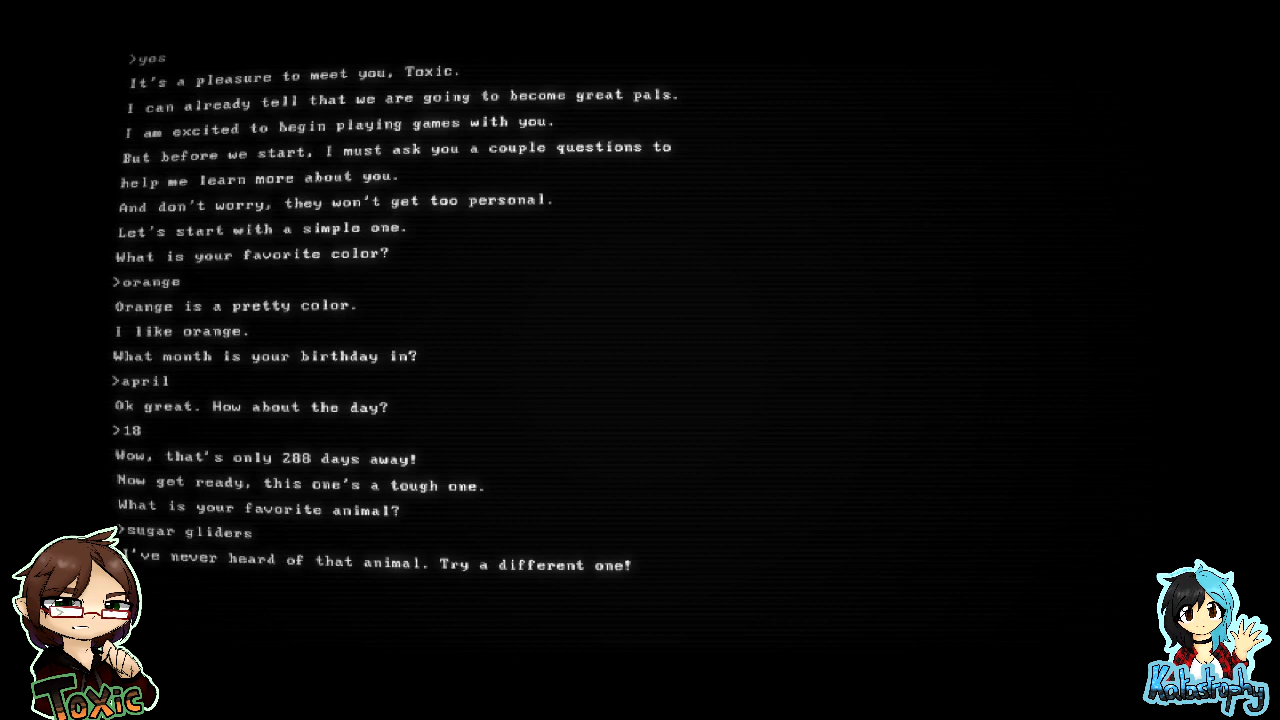 >yes
It's a pleasure to meet you, Toxic.
I can already tell that we are going to become great pals.
I am excited to begin playing games with you.
But before we start, I must ask you a couple questions to
help me learn more about you.
And don't worry, they won't get too personal.
Let's start with a simple one.
What is your favorite color?
>orange
Orange is a pretty color.
I like orange.
What month is your birthday in?
>april
Ok great. How about the day?
>18
Wow, that's only 288 days away!
Now get ready, this one's a tough one.
What is your favorite animal?
>sugar gliders
I've never heard of that animal. Try a different one!
Toxic
Katastrophy